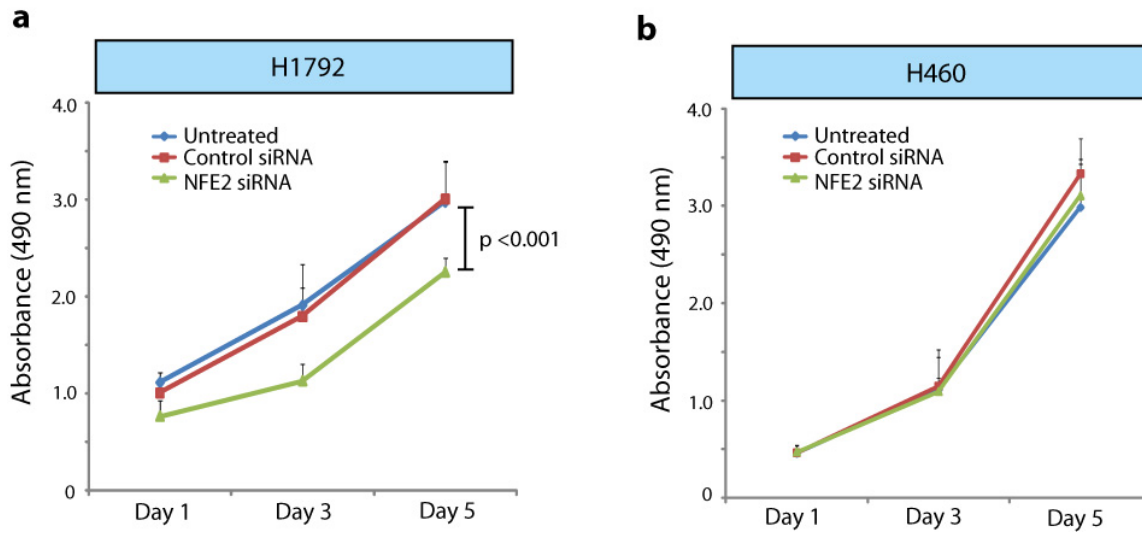 a
H1792
4.0
3.0
2.0
1.0
0
Absorbance (490 nm)
Untreated
Control siRNA
NFE2 siRNA
p <0.001
Day 1
Day 3
Day 5
b
H460
4.0
3.0
2.0
1.0
0
Absorbance (490 nm)
Untreated
Control siRNA
NFE2 siRNA
Day 1
Day 3
Day 5